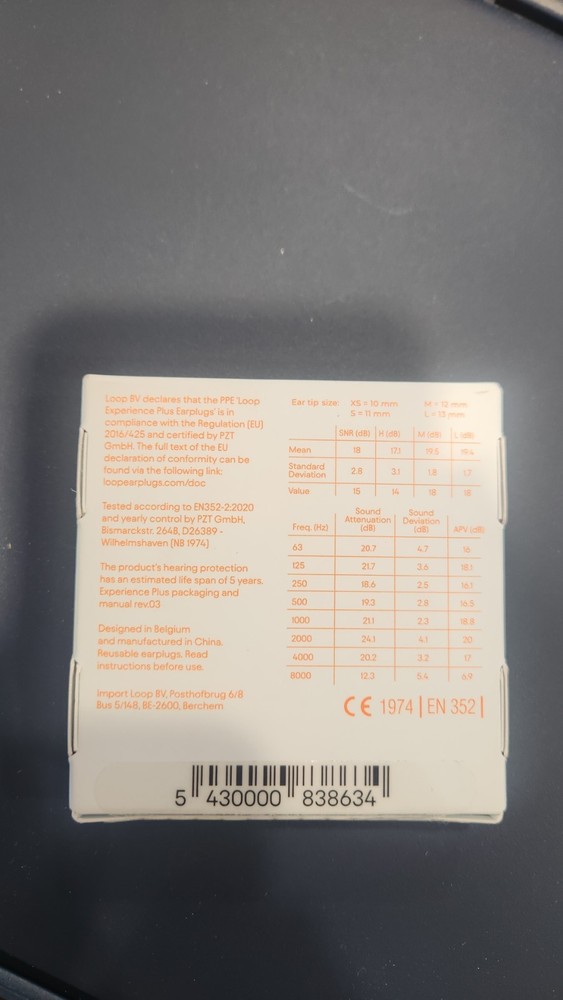 Loop BV declares that the PPE 'Loop
Experience Plus Earplugs' is in
compliance with the Regulation (EU)
2016/425 and certified by PZT
GmbH. The full text of the EU
declaration of conformity can be
found via the following link:
loopearplugs.com/doc
Tested according to EN352-2:2020
and yearly control by PZT GmbH,
Bismarckstr. 264B, D26389 -
Wilhelmshaven (NB 1974)
The product's hearing protection
has an estimated life span of 5 years.
Experience Plus packaging and
manual rev.03
Designed in Belgium
and manufactured in China.
Reusable earplugs. Read
instructions before use.
Import Loop BV, Posthofbrug 6/8
Bus 5/148, BE-2600, Berchem
Ear tip size: XS = 10 mm M = 12 mm
S = 11 mm L = 13 mm
SNR (dB) H (dB) M (dB) L (dB)
Mean 18 17.1 19.5 19.4
Standard
Deviation 2.8 3.1 1.8 1.7
Value 15 14 18 18
Freq. (Hz) Sound Attenuation (dB) Sound Deviation (dB) APV (dB)
63 20.7 4.7 16
125 21.7 3.6 18.1
250 18.6 2.5 16.1
500 19.3 2.8 16.5
1000 21.1 2.3 18.8
2000 24.1 4.1 20
4000 20.2 3.2 17
8000 12.3 5.4 6.9
CE 1974 | EN 352 |
5 430000 838634